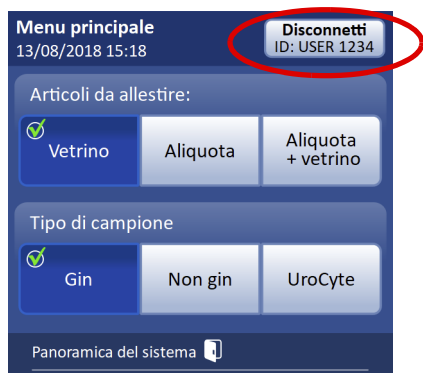 Menu principale
13/08/2018 15:18
Disconnetti
ID: USER 1234
Articoli da allestire:
Vetrino
Aliquota
Aliquota
+ vetrino
Tipo di campione
Gin
Non gin
UroCyte
Panoramica del sistema